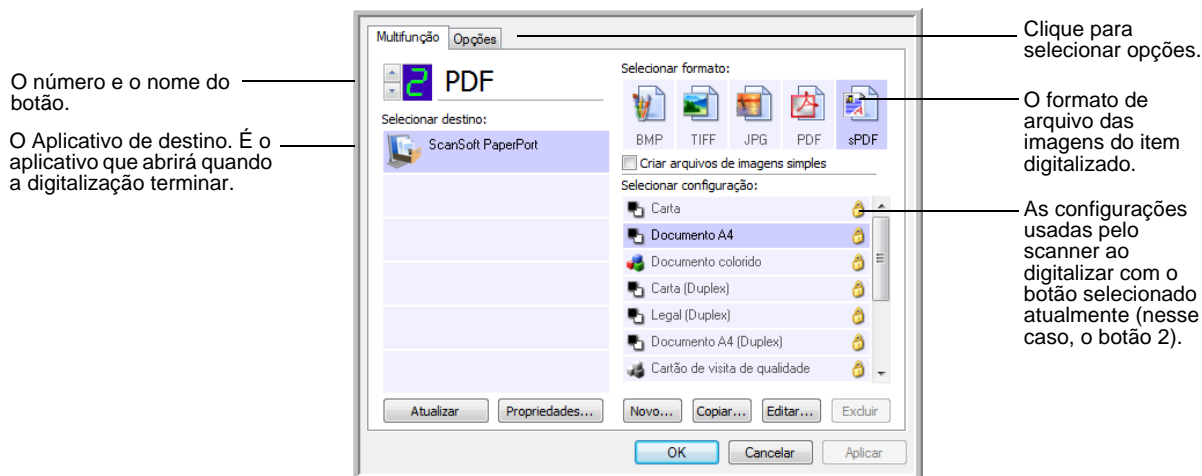 Multifunção Opções
Clique para
selecionar opções.
O número e o nome do
botão.
2 PDF
Selecionar destino:
O Aplicativo de destino. É o
aplicativo que abrirá quando
a digitalização terminar.
ScanSoft PaperPort
Selecionar formato:
BMP TIFF JPG PDF sPDF
O formato de
arquivo das
imagens do item
digitalizado.
Criar arquivos de imagens simples
Selecionar configuração:
Carta
Documento A4
Documento colorido
Carta (Duplex)
Legal (Duplex)
Documento A4 (Duplex)
Cartão de visita de qualidade
As configurações
usadas pelo
scanner ao
digitalizar com o
botão selecionado
atualmente (nesse
caso, o botão 2).
Atualizar Propriedades... Novo... Copiar... Editar... Excluir
OK Cancelar Aplicar